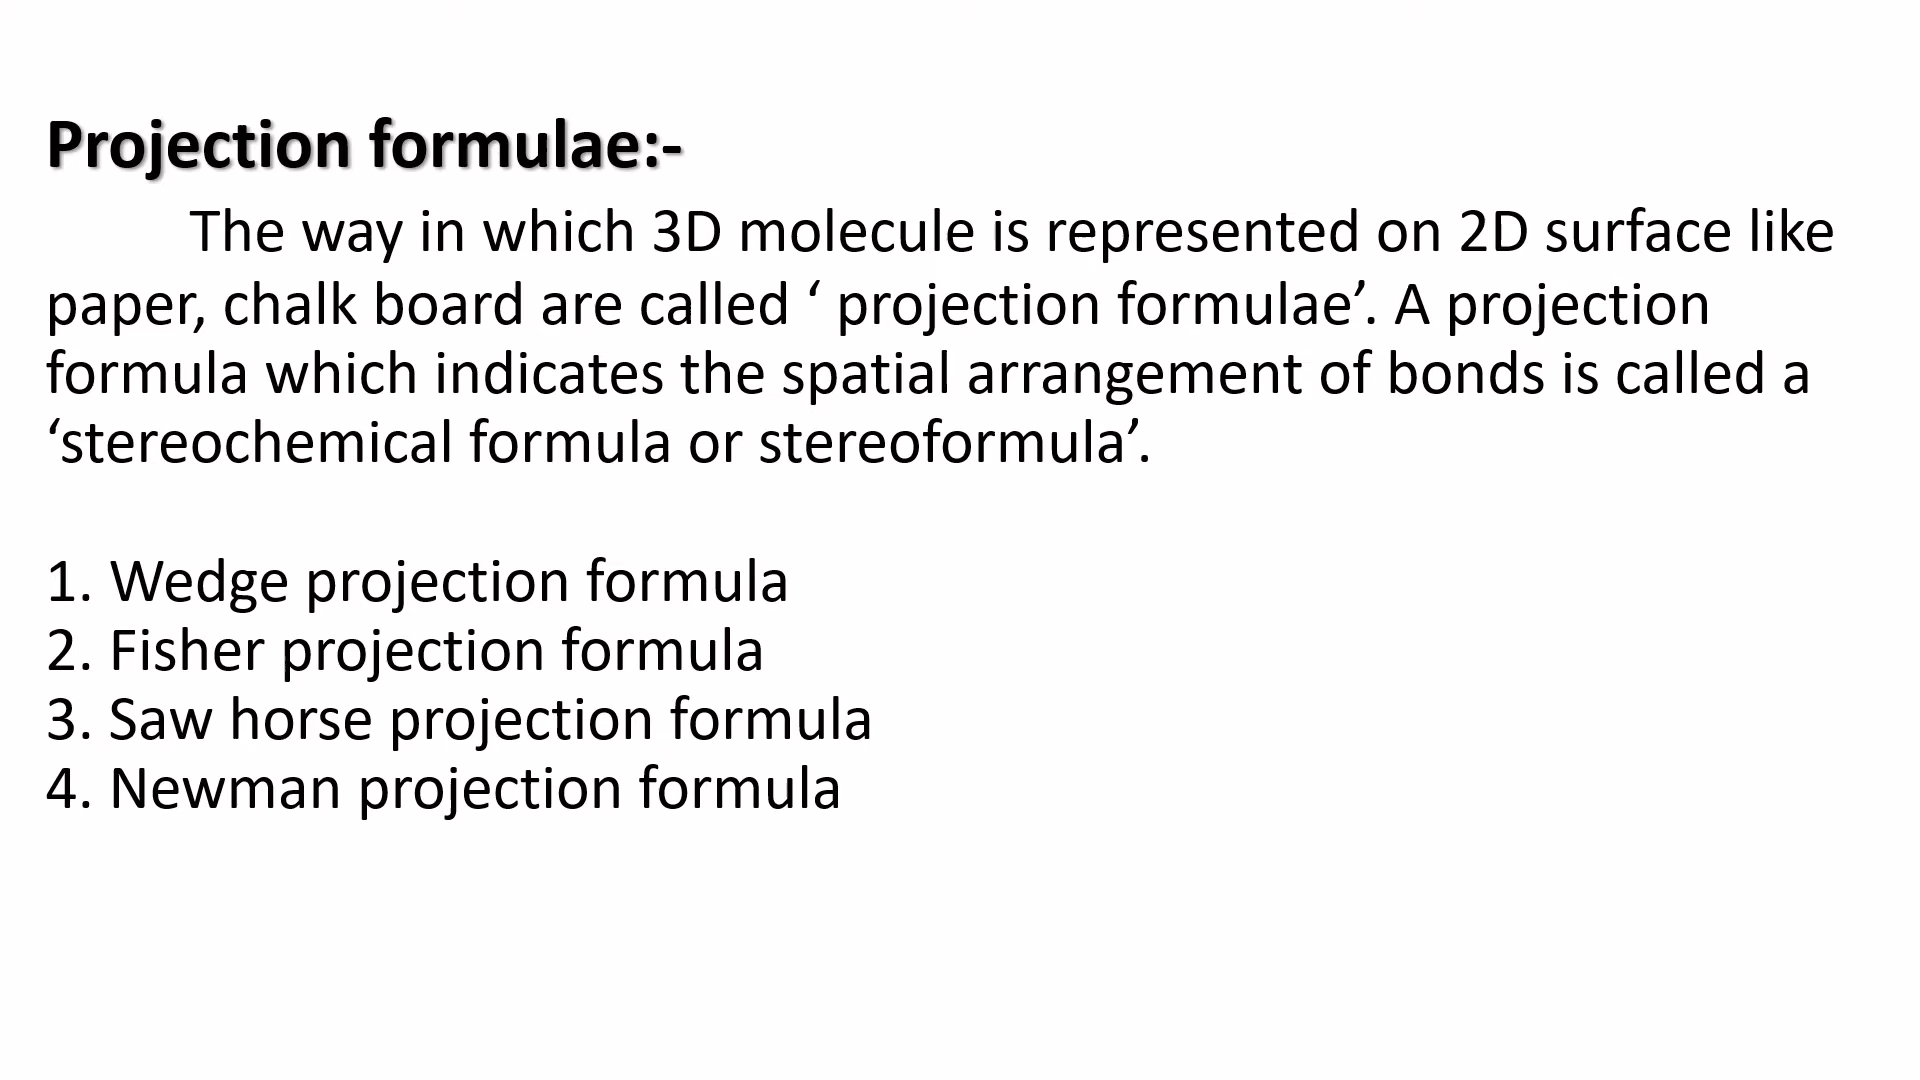 Projection formulae:-
The way in which 3D molecule is represented on 2D surface like
paper, chalk board are called ‘ projection formulae’. A projection
formula which indicates the spatial arrangement of bonds is called a
‘stereochemical formula or stereoformula’.
1. Wedge projection formula
2. Fisher projection formula
3. Saw horse projection formula
4. Newman projection formula